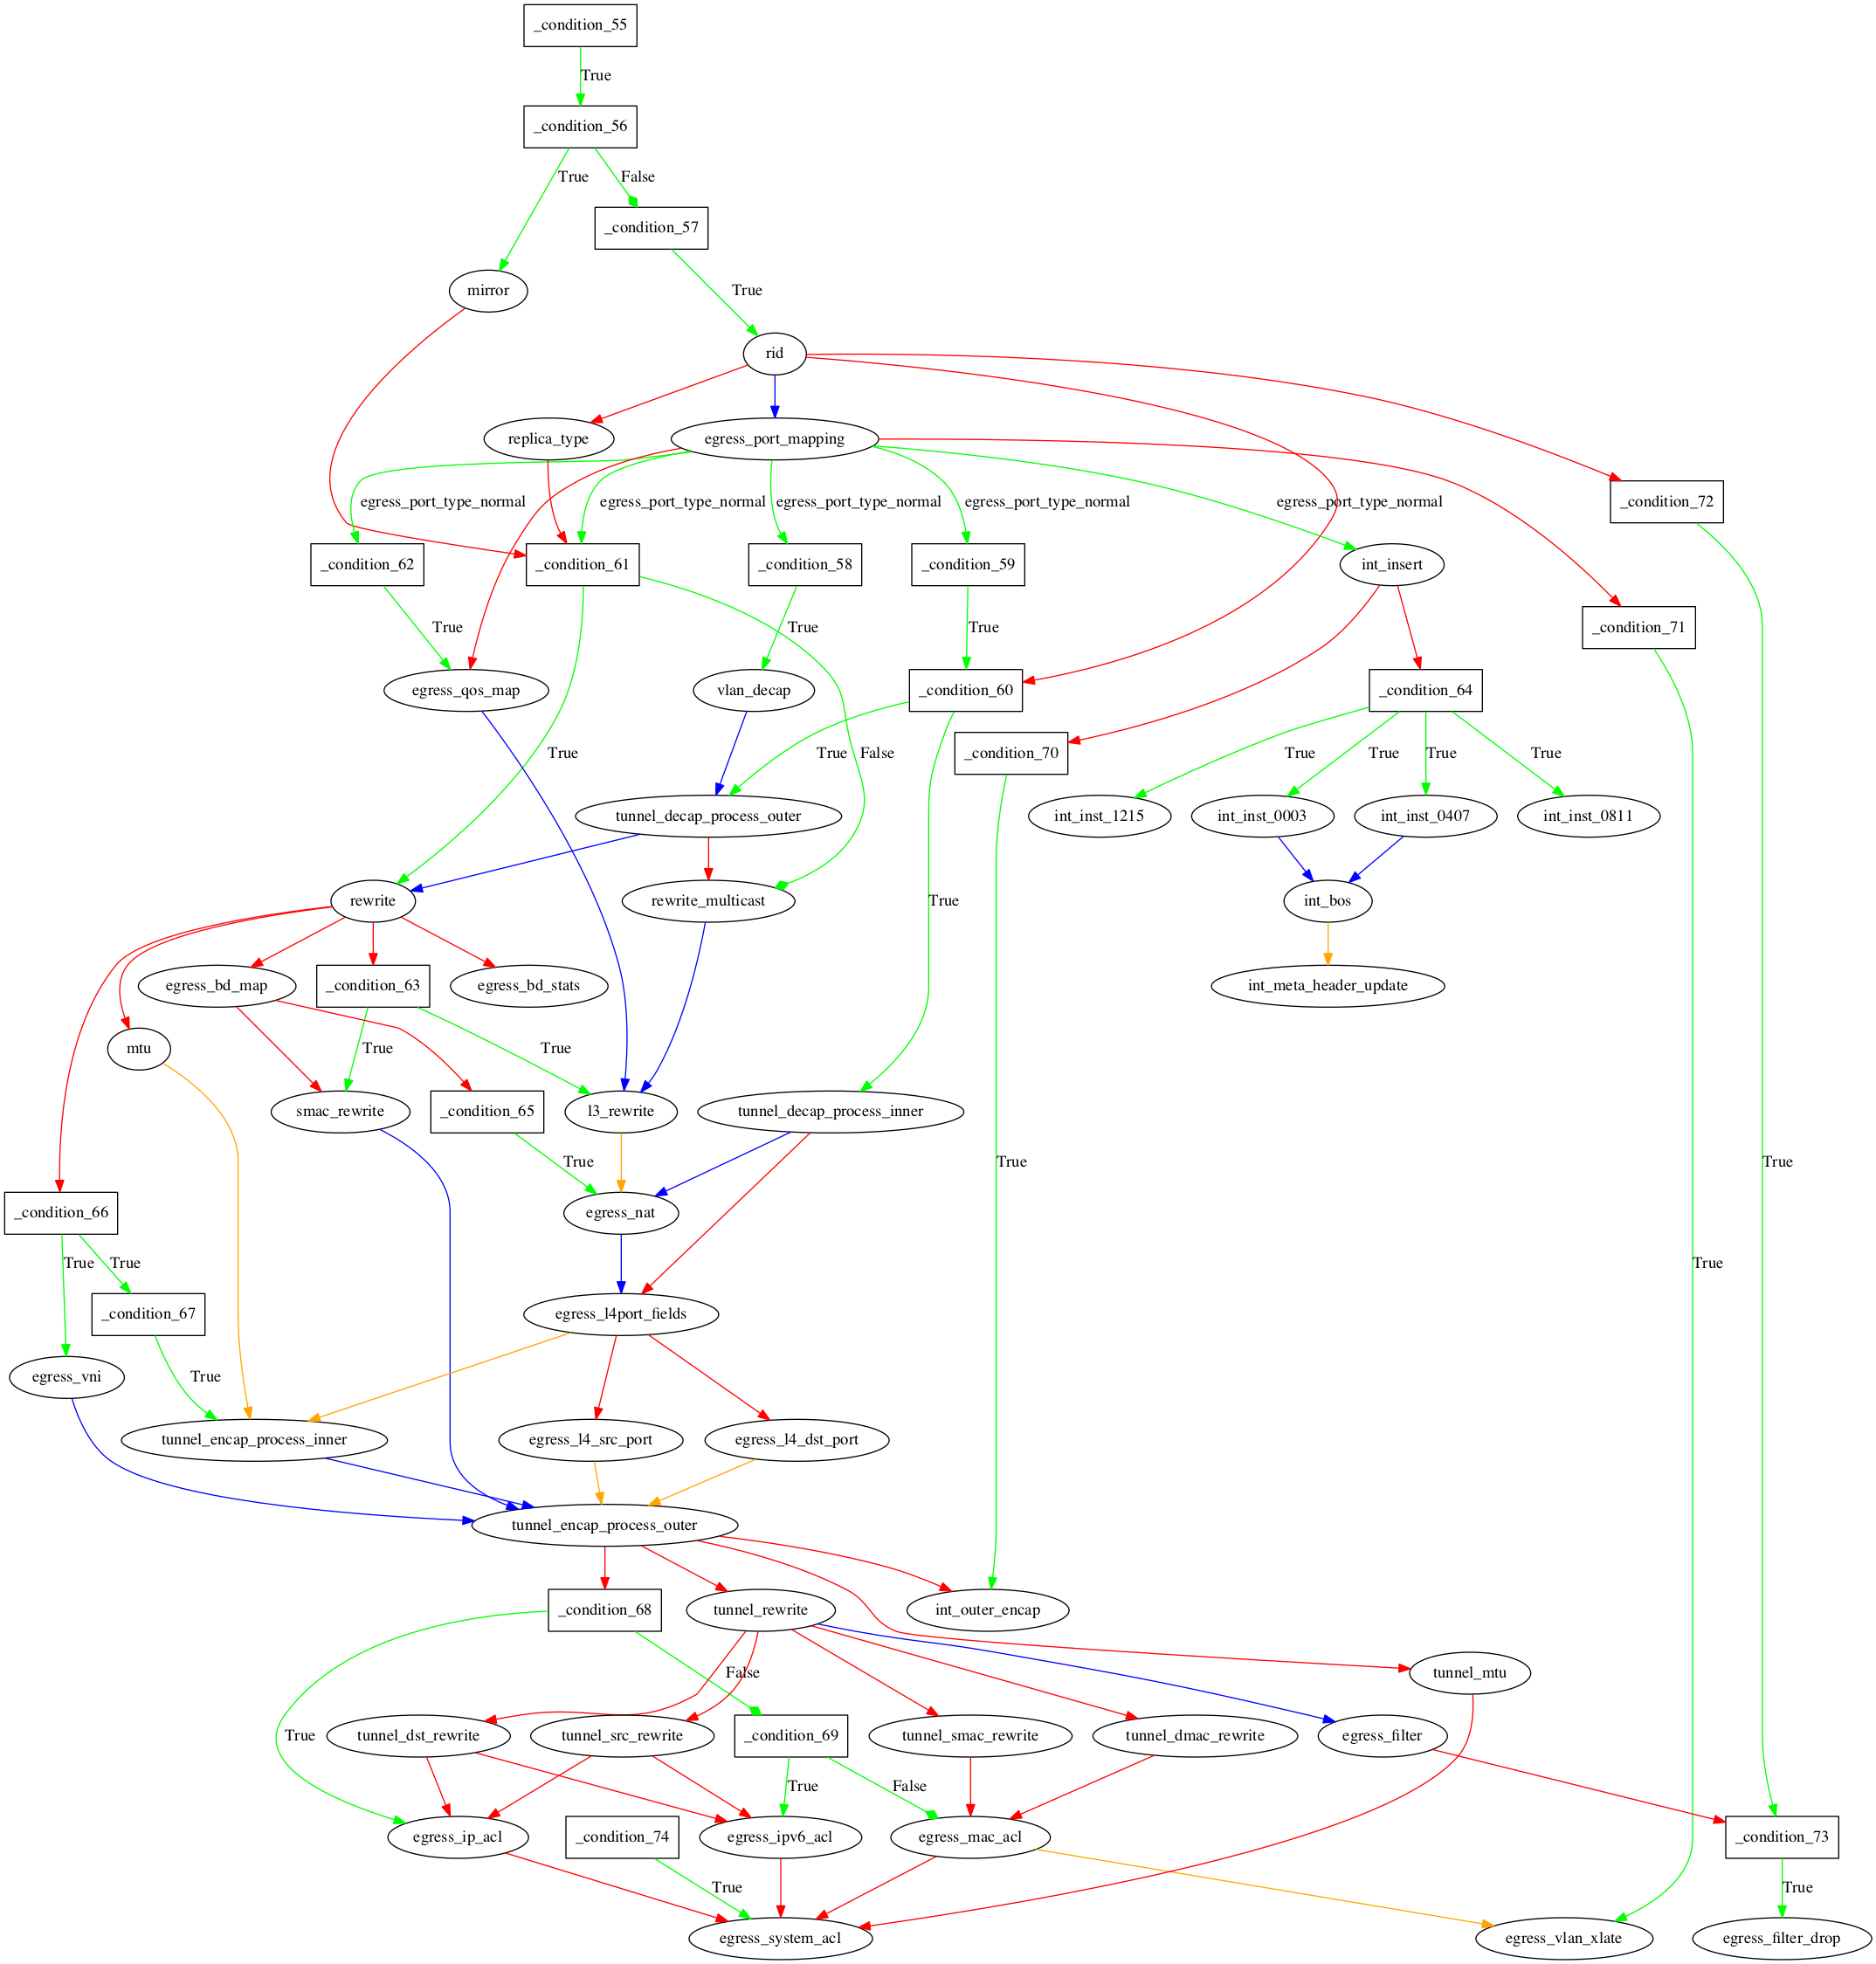 _condition_55
True
_condition_56
True
False
_condition_57
mirror
True
rid
replica_type
egress_port_mapping
egress_port_type_normal
egress_port_type_normal
egress_port_type_normal
egress_port_type_normal
egress_port_type_normal
_condition_72
_condition_62
_condition_61
_condition_58
_condition_59
int_insert
True
True
True
_condition_71
egress_qos_map
vlan_decap
_condition_60
_condition_64
True
False
True
_condition_70
True
True
True
True
tunnel_decap_process_outer
int_inst_1215
int_inst_0003
int_inst_0407
int_inst_0811
rewrite
rewrite_multicast
True
int_bos
egress_bd_map
_condition_63
egress_bd_stats
int_meta_header_update
mtu
True
True
smac_rewrite
_condition_65
l3_rewrite
tunnel_decap_process_inner
True
True
True
_condition_66
egress_nat
True
True
True
_condition_67
egress_l4port_fields
egress_vni
True
tunnel_encap_process_inner
egress_l4_src_port
egress_l4_dst_port
tunnel_encap_process_outer
_condition_68
tunnel_rewrite
int_outer_encap
False
tunnel_mtu
True
tunnel_dst_rewrite
tunnel_src_rewrite
_condition_69
tunnel_smac_rewrite
tunnel_dmac_rewrite
egress_filter
True
False
egress_ip_acl
_condition_74
egress_ipv6_acl
egress_mac_acl
_condition_73
True
True
egress_system_acl
egress_vlan_xlate
egress_filter_drop